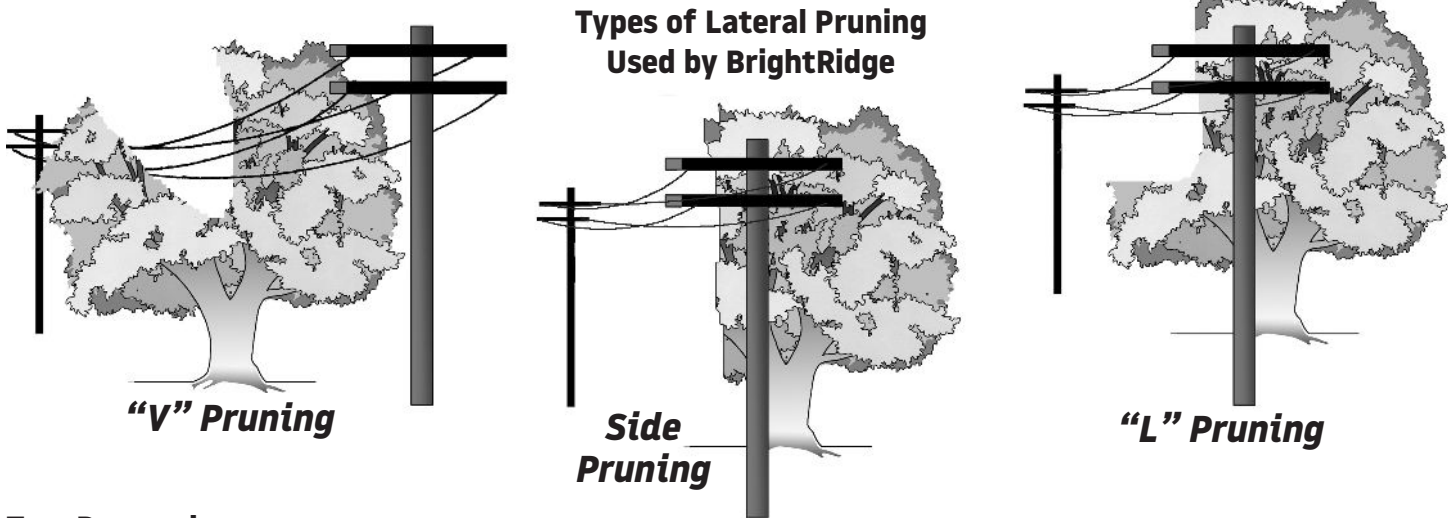 Types of Lateral Pruning
Used by BrightRidge
“V” Pruning
Side
Pruning
“L” Pruning